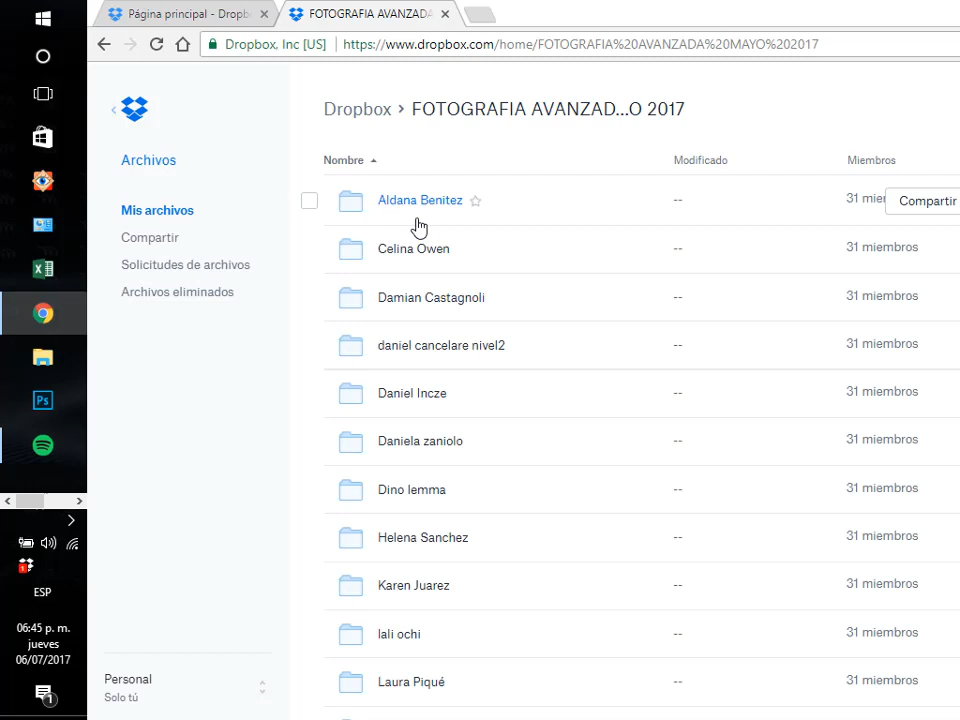 Página principal - Dropb
FOTOGRAFIA AVANZADA
Dropbox, Inc [US]
https://www.dropbox.com/home/FOTOGRAFIA%20AVANZADA%20MAYO%202017
Dropbox › FOTOGRAFIA AVANZAD...O 2017
Archivos
Mis archivos
Compartir
Solicitudes de archivos
Archivos eliminados
Nombre
Modificado
Miembros
Aldana Benitez
--
31 mie
Compartir
Celina Owen
--
31 miembros
Damian Castagnoli
--
31 miembros
daniel cancelare nivel2
--
31 miembros
Daniel Incze
--
31 miembros
Daniela zaniolo
--
31 miembros
Dino lemma
--
31 miembros
Helena Sanchez
--
31 miembros
Karen Juarez
--
31 miembros
lali ochi
--
31 miembros
Laura Piqué
--
31 miembros
Personal
Solo tú
Ps
1
ESP
06:45 p. m.
jueves
06/07/2017
1